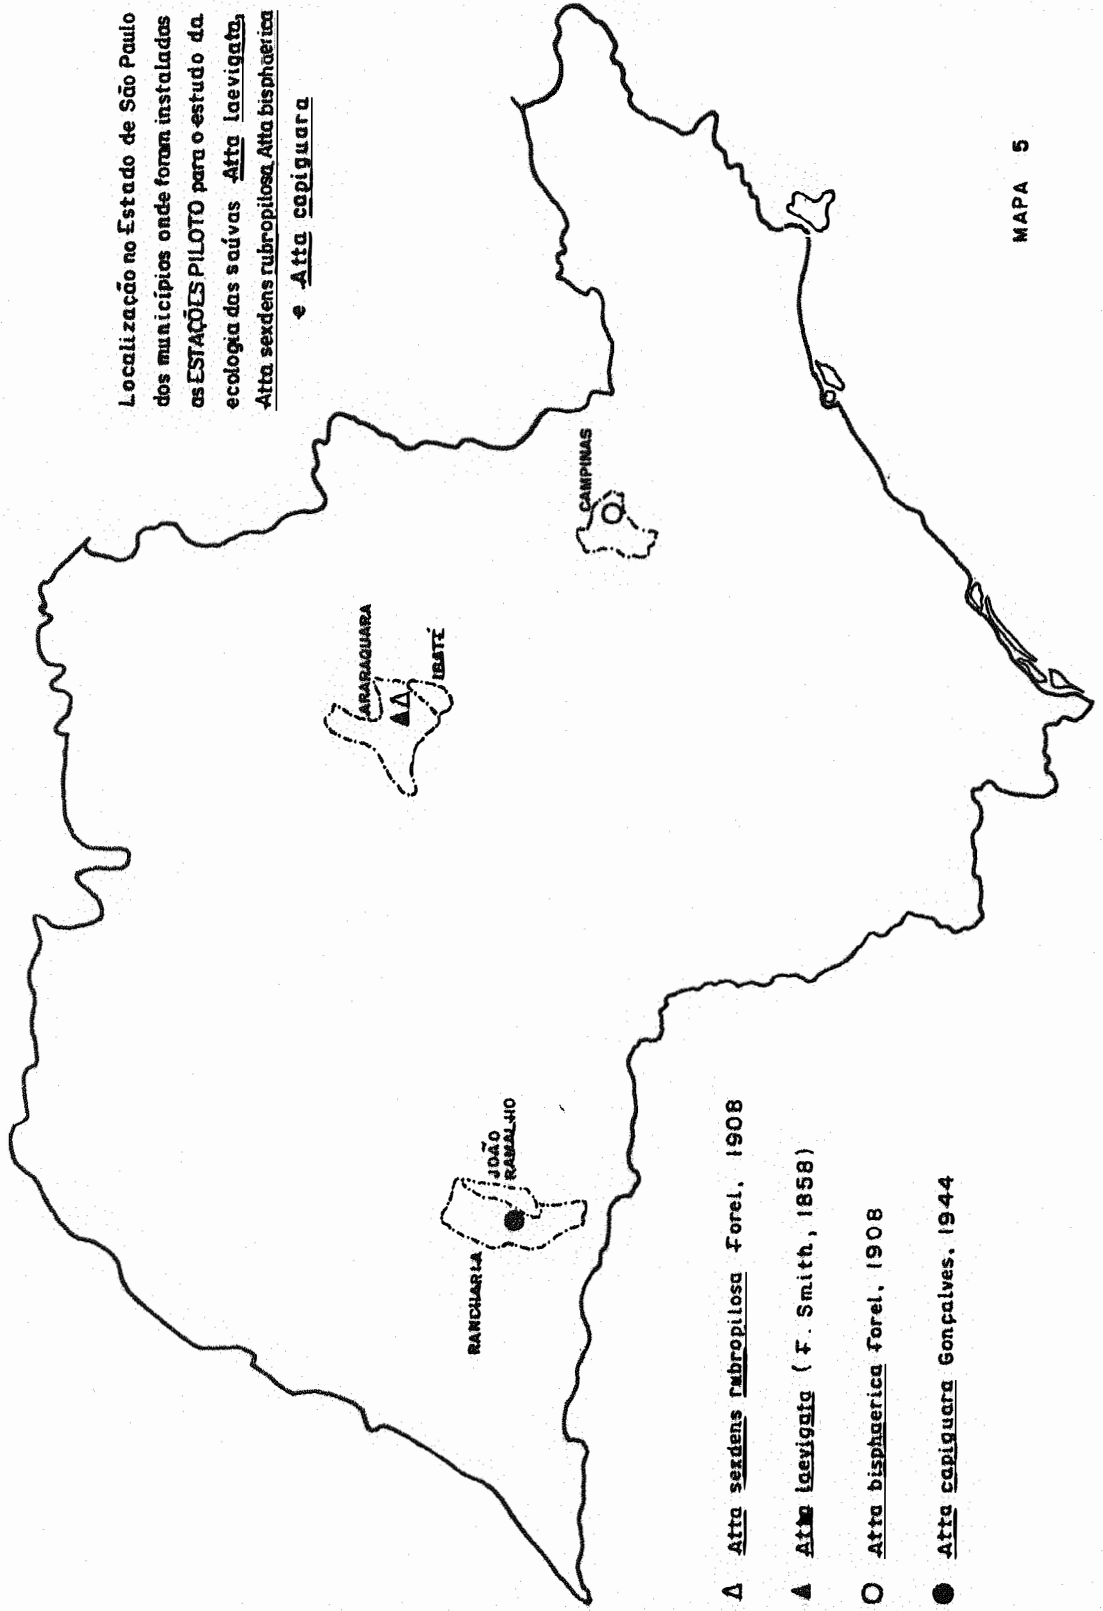 Localização no Estado de São Paulo
dos municípios onde foram instaladas
as ESTAÇÕES PILOTO para o estudo da
ecologia das saúvas Atta laevigata,
Atta sexdens rubropilosa, Atta bisphaerica
e Atta capiguara
ARARAQUARA
IBATÉ
CAMPINAS
JOÃO
RAMALHO
RANCHARIA
△ Atta sexdens rubropilosa Forel, 1908
▲ Atta laevigata (F. Smith, 1858)
○ Atta bisphaerica Forel, 1908
● Atta capiguara Gonçalves, 1944
MAPA 5